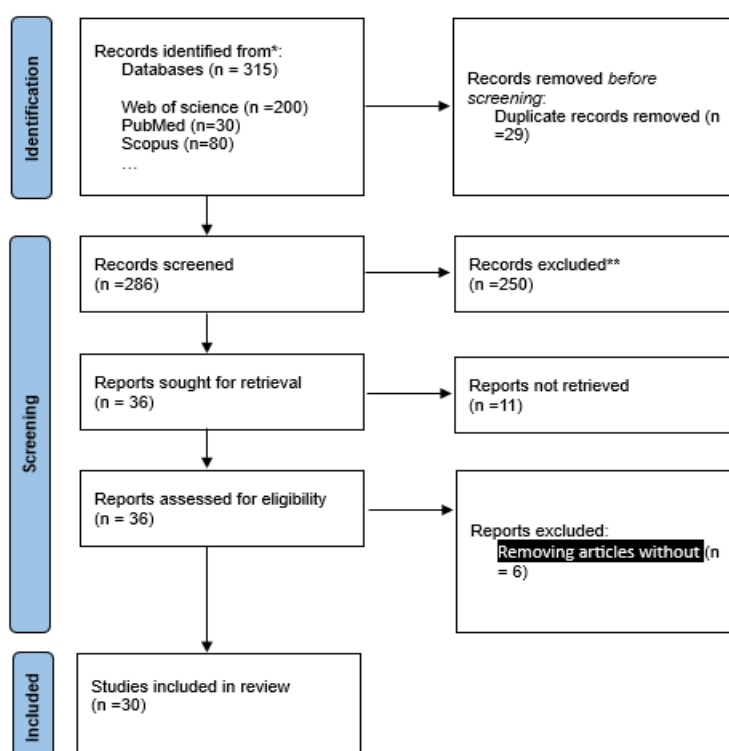 Identification
Records identified from*:
Databases (n = 315)
Web of science (n =200)
PubMed (n=30)
Scopus (n=80)
...
Records removed before
screening:
Duplicate records removed (n
=29)
Screening
Records screened
(n =286)
Records excluded**
(n =250)
Reports sought for retrieval
(n = 36)
Reports not retrieved
(n =11)
Reports assessed for eligibility
(n = 36)
Reports excluded:
Removing articles without (n
= 6)
Included
Studies included in review
(n =30)